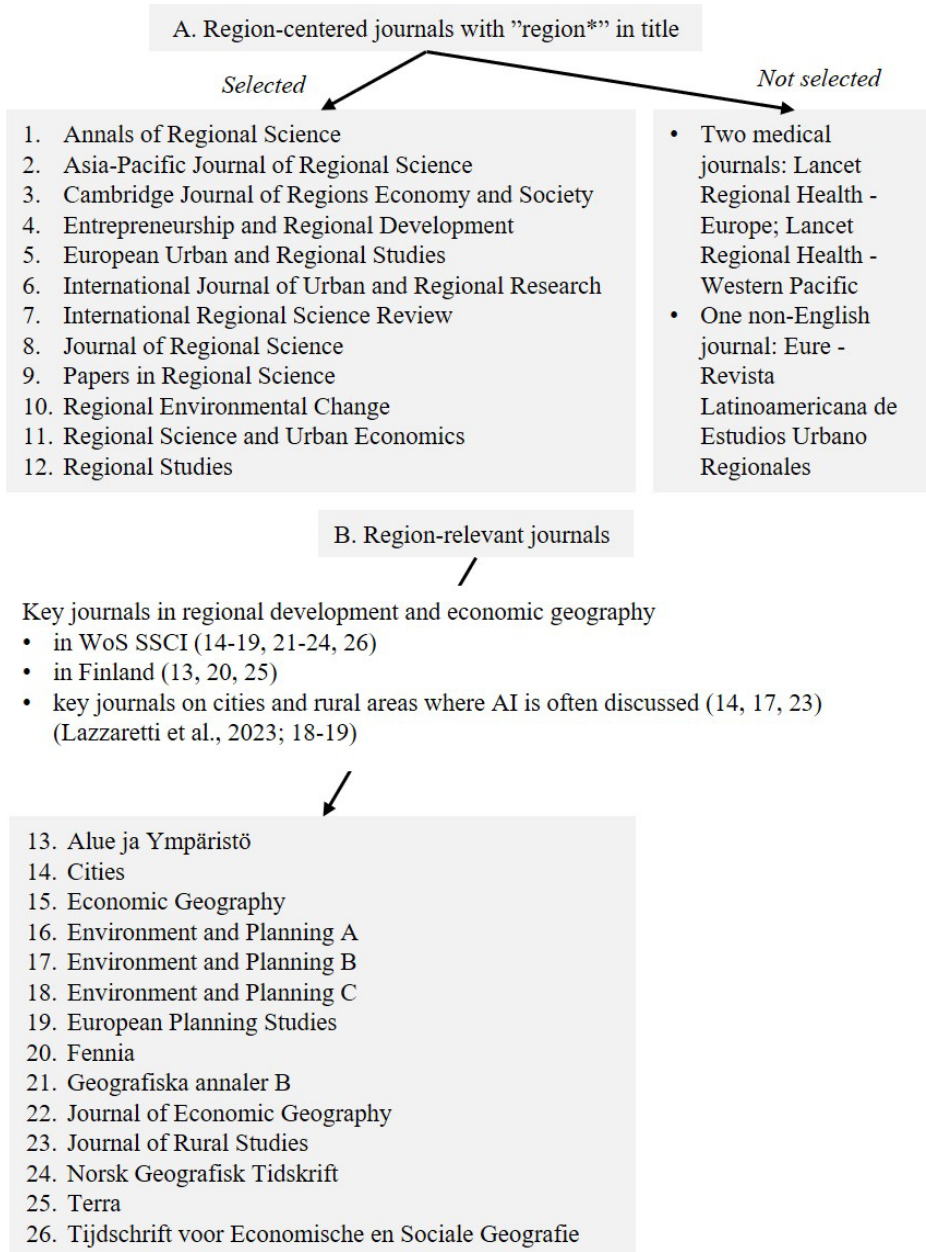 A. Region-centered journals with ”region*” in title
Selected
Not selected
1. Annals of Regional Science
2. Asia-Pacific Journal of Regional Science
3. Cambridge Journal of Regions Economy and Society
4. Entrepreneurship and Regional Development
5. European Urban and Regional Studies
6. International Journal of Urban and Regional Research
7. International Regional Science Review
8. Journal of Regional Science
9. Papers in Regional Science
10. Regional Environmental Change
11. Regional Science and Urban Economics
12. Regional Studies
• Two medical
journals: Lancet
Regional Health -
Europe; Lancet
Regional Health -
Western Pacific
• One non-English
journal: Eure -
Revista
Latinoamericana de
Estudios Urbano
Regionales
B. Region-relevant journals
Key journals in regional development and economic geography
• in WoS SSCI (14-19, 21-24, 26)
• in Finland (13, 20, 25)
• key journals on cities and rural areas where AI is often discussed (14, 17, 23)
(Lazzaretti et al., 2023; 18-19)
13. Alue ja Ympäristö
14. Cities
15. Economic Geography
16. Environment and Planning A
17. Environment and Planning B
18. Environment and Planning C
19. European Planning Studies
20. Fennia
21. Geografiska annaler B
22. Journal of Economic Geography
23. Journal of Rural Studies
24. Norsk Geografisk Tidskrift
25. Terra
26. Tijdschrift voor Economische en Sociale Geografie